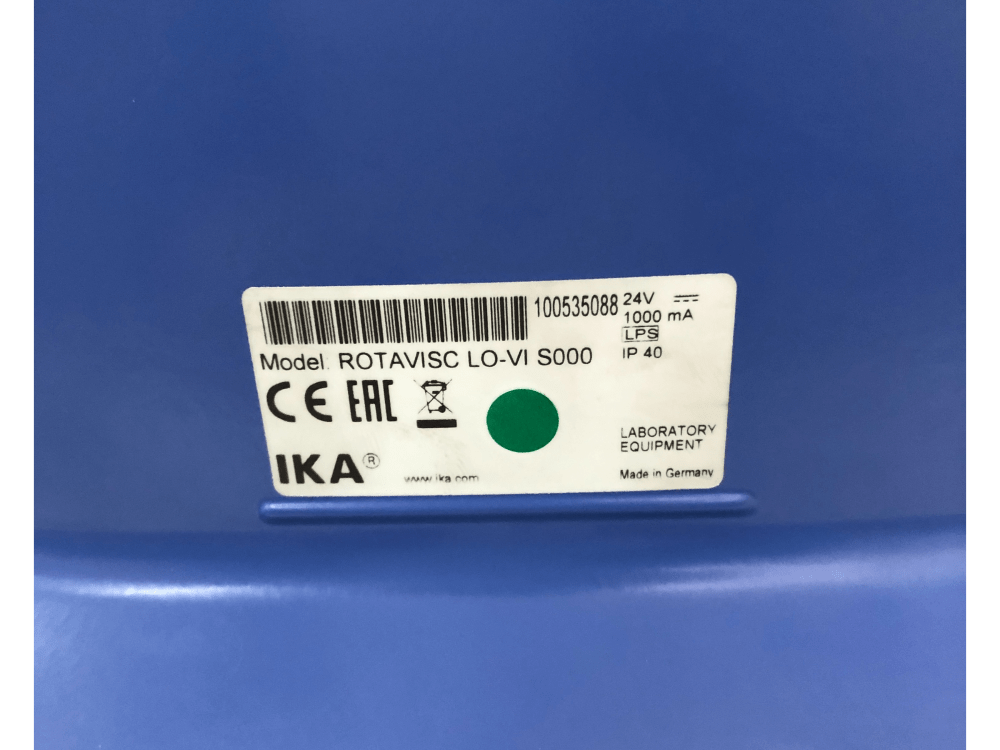 100535088
24V
1000 mA
LPS
IP 40
Model: ROTAVISC LO-VI S000
CE EAC
LABORATORY
EQUIPMENT
IKA®
www.ika.com
Made in Germany